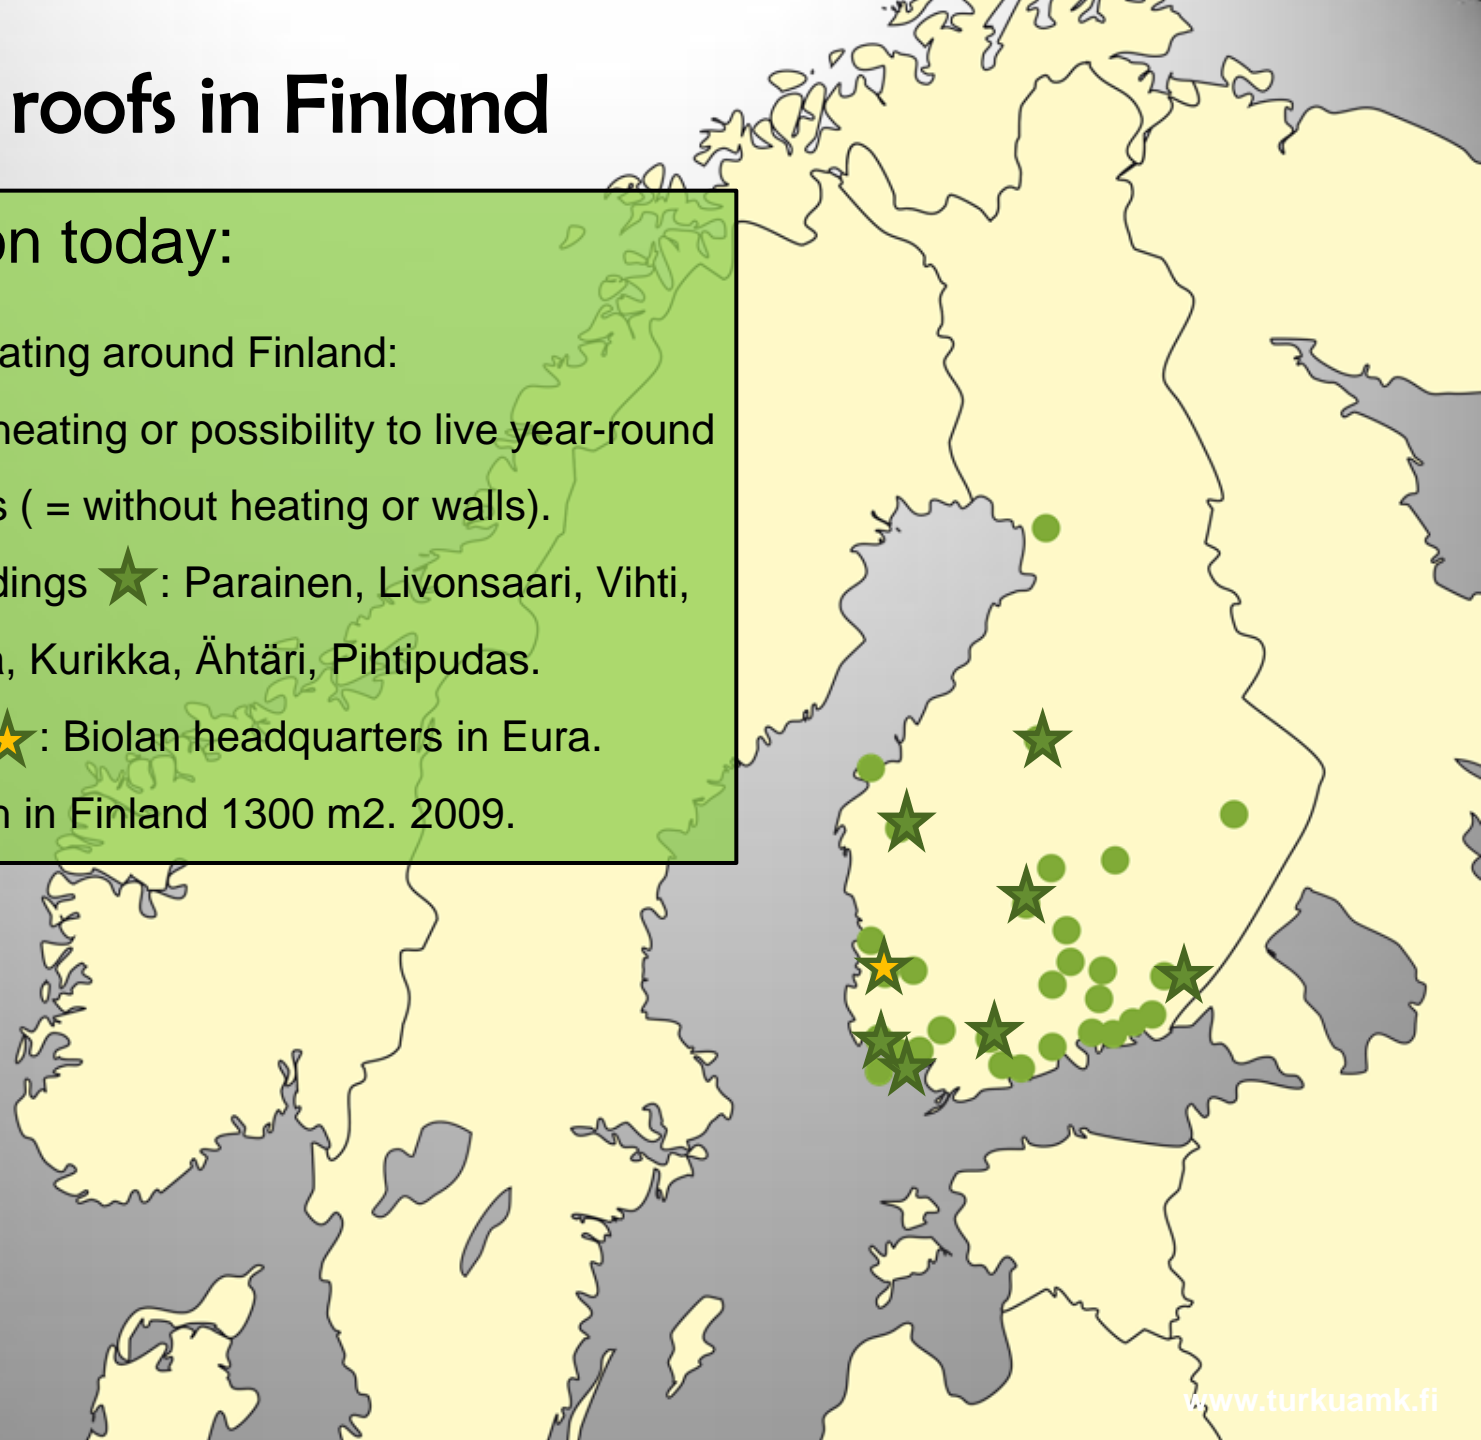 roofs in Finland
on today:
ating around Finland:
heating or possibility to live year-round
s ( = without heating or walls).
dings : Parainen, Livonsaari, Vihti,
a, Kurikka, Ähtäri, Pihtipudas.
: Biolan headquarters in Eura.
n in Finland 1300 m2. 2009.
www.turkuamk.fi